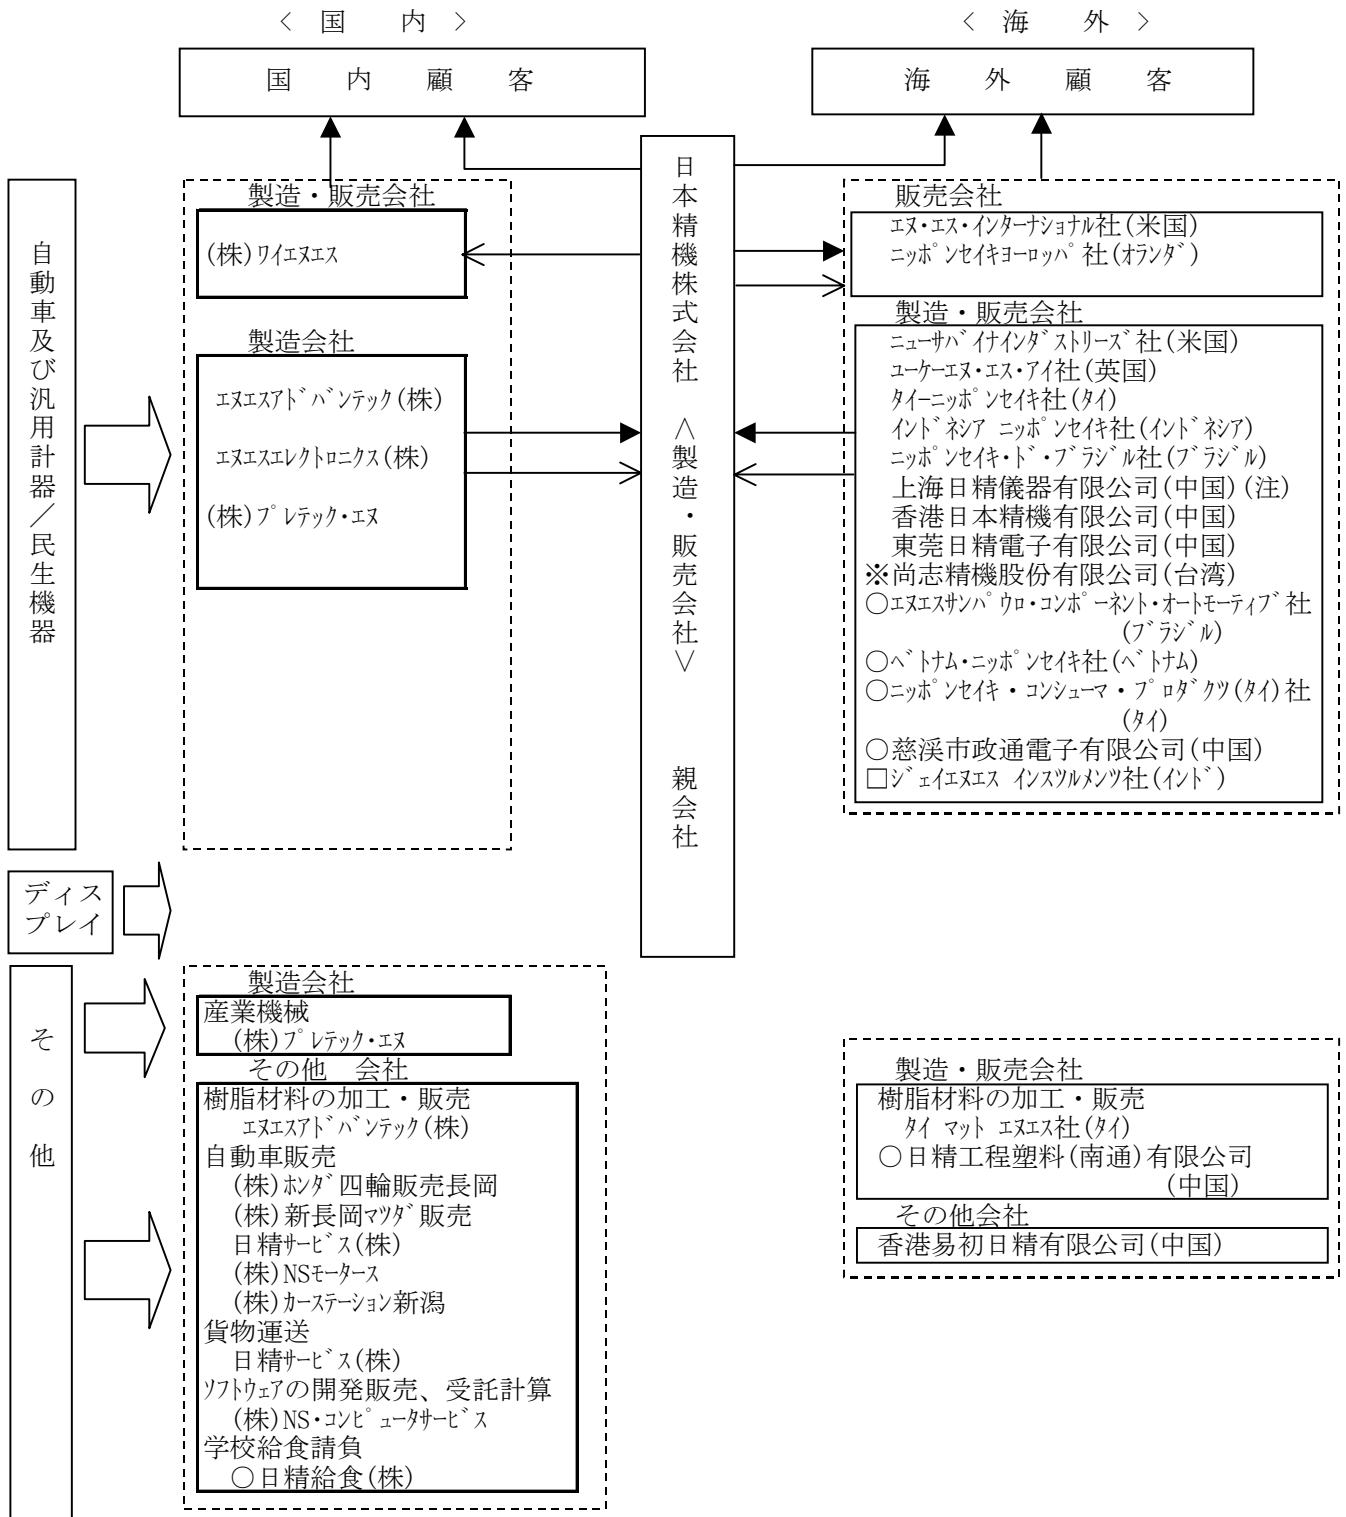 ＜ 国 内 ＞
＜ 海 外 ＞
国 内 顧 客
海 外 顧 客
自動車及び汎用計器／民生機器
製造・販売会社
(株)ワイエヌエス
製造会社
エヌエスアドバンテック(株)
エヌエスエレクトロニクス(株)
(株)プレテック・エヌ
日本精機株式会社 ＜製造・販売会社＞ 親会社
販売会社
エヌ・エス・インターナショナル社(米国)
ニッポンセイキヨーロッパ社(オランダ)
製造・販売会社
ニューサバイナインダストリーズ社(米国)
ユーケーエヌ・エス・アイ社(英国)
タイ－ニッポンセイキ社(タイ)
インドネシア ニッポンセイキ社(インドネシア)
ニッポンセイキ・ド・ブラジル社(ブラジル)
上海日精儀器有限公司(中国)(注)
香港日本精機有限公司(中国)
東莞日精電子有限公司(中国)
※尚志精機股份有限公司(台湾)
○エヌエスサンパウロ・コンポーネント・オートモーティブ社
(ブラジル)
○ベトナム・ニッポンセイキ社(ベトナム)
○ニッポンセイキ・コンシューマ・プロダクツ(タイ)社
(タイ)
○慈渓市政通電子有限公司(中国)
□ジェイエヌエス インスツルメンツ社(インド)
ディス
プレイ
そ の 他
製造会社
産業機械
(株)プレテック・エヌ
その他 会社
樹脂材料の加工・販売
エヌエスアドバンテック(株)
自動車販売
(株)ホンダ四輪販売長岡
(株)新長岡マツダ販売
日精サービス(株)
(株)NSモータース
(株)カーステーション新潟
貨物運送
日精サービス(株)
ソフトウェアの開発販売、受託計算
(株)NS・コンピュータサービス
学校給食請負
○日精給食(株)
製造・販売会社
樹脂材料の加工・販売
タイ マット エヌエス社(タイ)
○日精工程塑料(南通)有限公司
(中国)
その他会社
香港易初日精有限公司(中国)